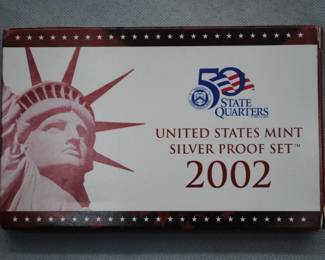 50
STATE
QUARTERS
UNITED STATES MINT
SILVER PROOF SET™
2002